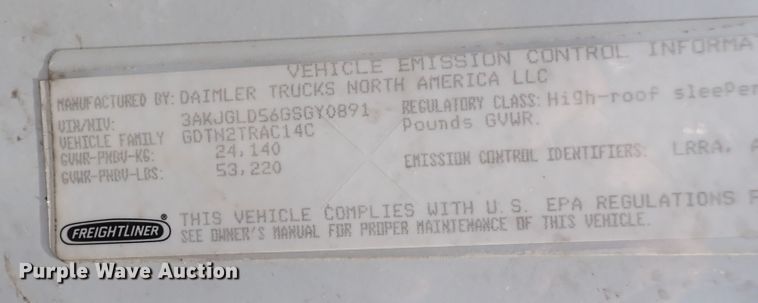 VEHICLE EMISSION CONTROL
MANUFACTURED BY: DAIMLER TRUCKS NORTH AMERICA LLC
VIN/NIV: 3AKJGLD56GSGY0891 REGULATORY CLASS: High-roof sleeper
VEHICLE FAMILY GDTN2TRAC14C Pounds GVWR.
GVWR-PNBV-KG: 24,140
GVWR-PNBV-LBS: 53,220 EMISSION CONTROL IDENTIFIERS: LRRA,
FREIGHTLINER
THIS VEHICLE COMPLIES WITH U.S. EPA REGULATIONS
SEE OWNER'S MANUAL FOR PROPER MAINTENANCE OF THIS VEHICLE.
Purple Wave Auction